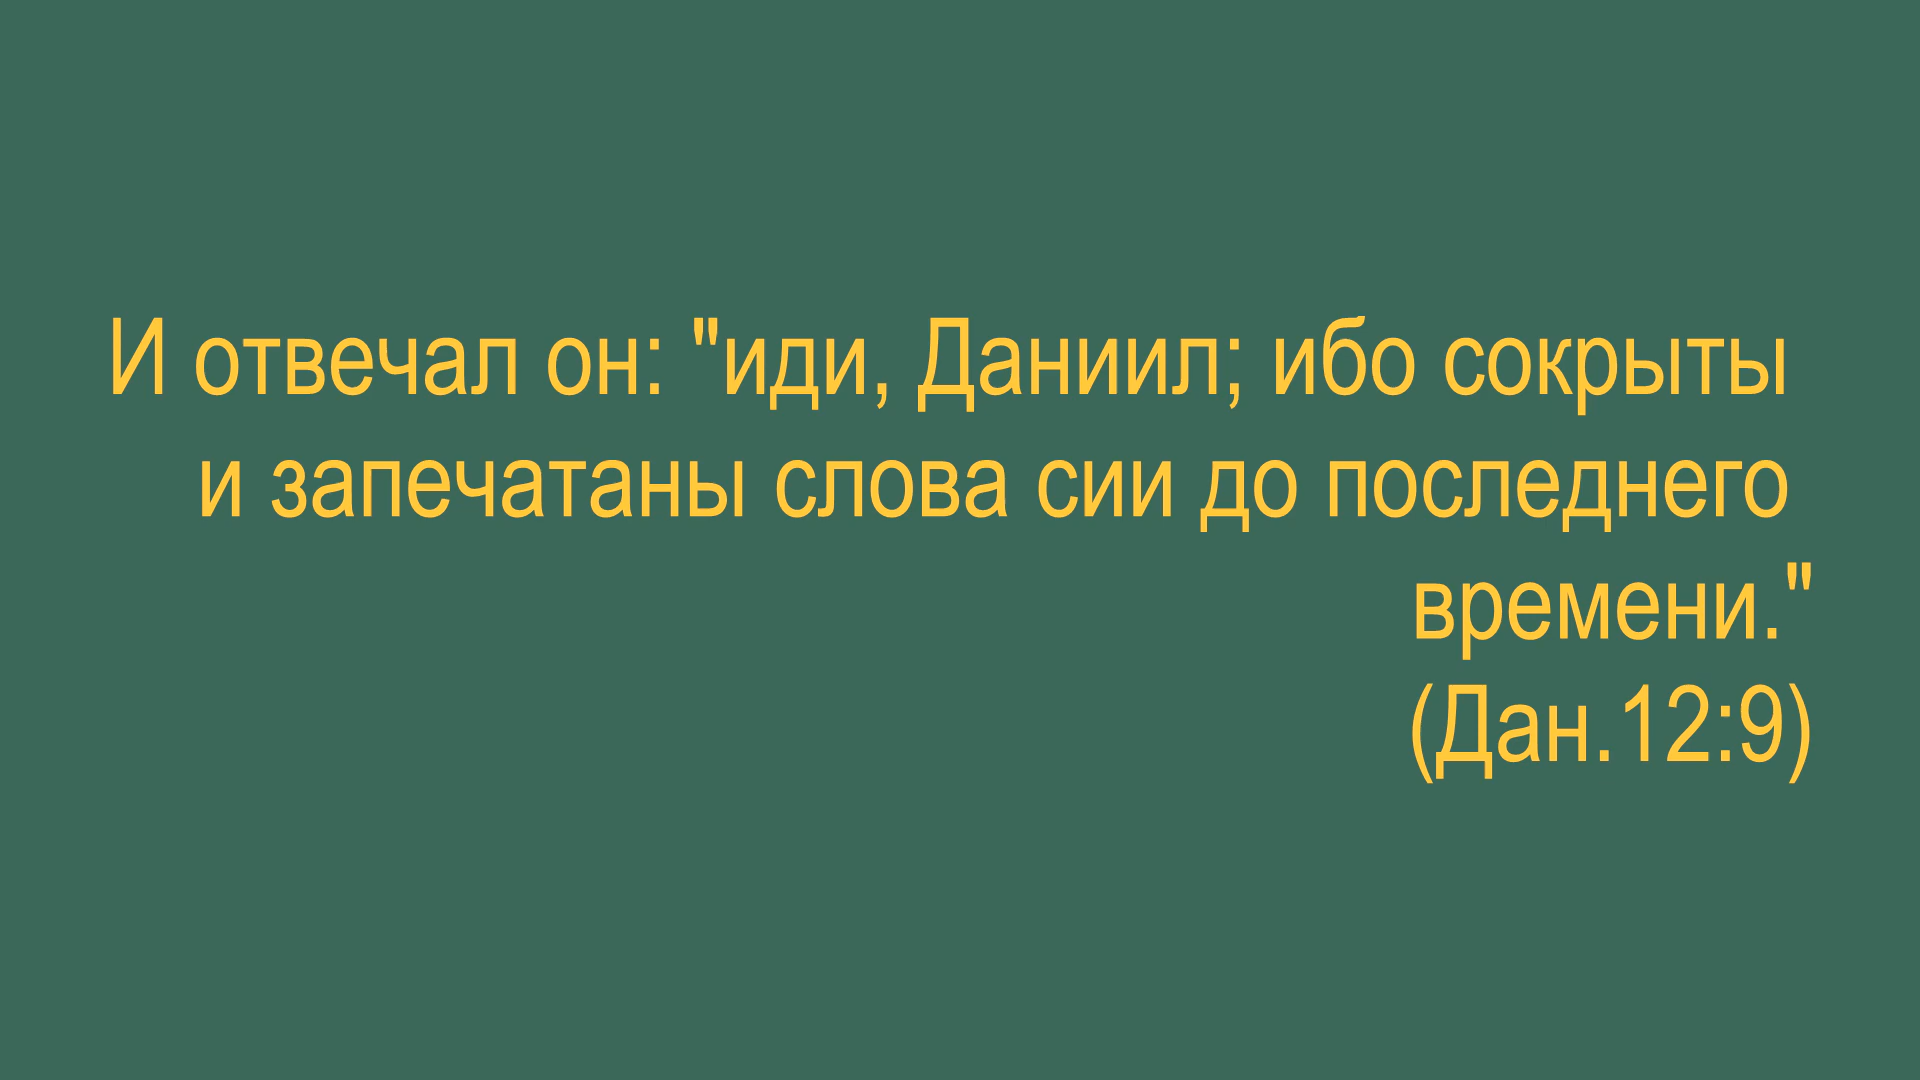 И отвечал он: "иди, Даниил; ибо сокрыты
и запечатаны слова сии до последнего
времени."
(Дан.12:9)